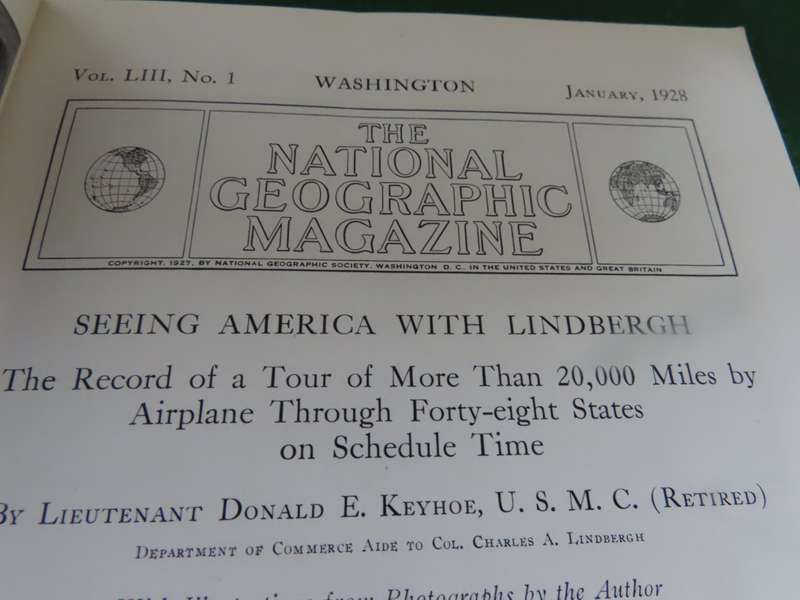 VOL. LIII, NO. 1 WASHINGTON JANUARY, 1928
THE
NATIONAL
GEOGRAPHIC
MAGAZINE
COPYRIGHT, 1927, BY NATIONAL GEOGRAPHIC SOCIETY, WASHINGTON D. C., IN THE UNITED STATES AND GREAT BRITAIN
SEEING AMERICA WITH LINDBERGH
The Record of a Tour of More Than 20,000 Miles by
Airplane Through Forty-eight States
on Schedule Time
BY LIEUTENANT DONALD E. KEYHOE, U. S. M. C. (RETIRED)
DEPARTMENT OF COMMERCE AIDE TO COL. CHARLES A. LINDBERGH
With Illustrations from Photographs by the Author